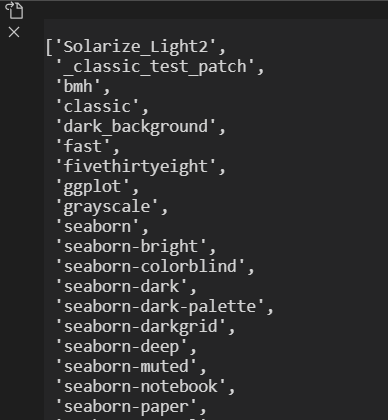 ['Solarize_Light2',
'_classic_test_patch',
'bmh',
'classic',
'dark_background',
'fast',
'fivethirtyeight',
'ggplot',
'grayscale',
'seaborn',
'seaborn-bright',
'seaborn-colorblind',
'seaborn-dark',
'seaborn-dark-palette',
'seaborn-darkgrid',
'seaborn-deep',
'seaborn-muted',
'seaborn-notebook',
'seaborn-paper',